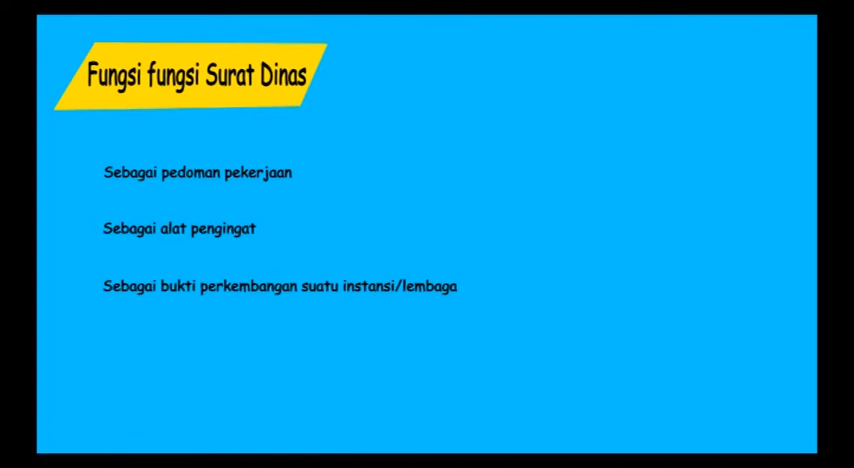 Fungsi fungsi Surat Dinas
Sebagai pedoman pekerjaan
Sebagai alat pengingat
Sebagai bukti perkembangan suatu instansi/lembaga